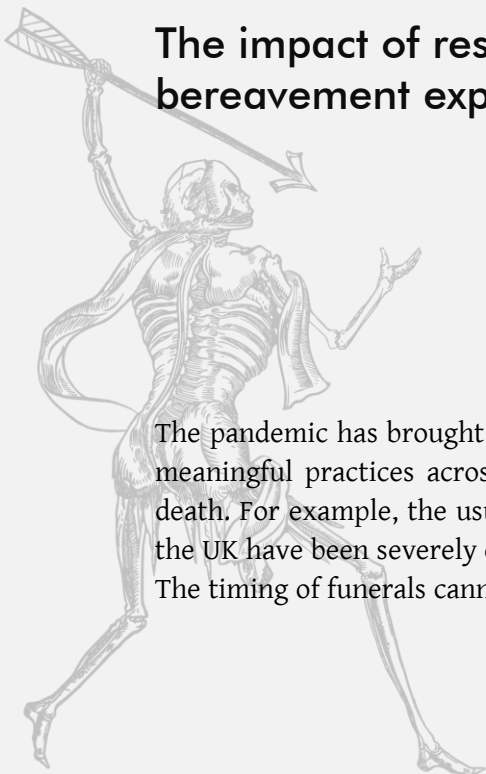 The impact of res
bereavement exp
The pandemic has brought
meaningful practices acros
death. For example, the usu
the UK have been severely
The timing of funerals cann